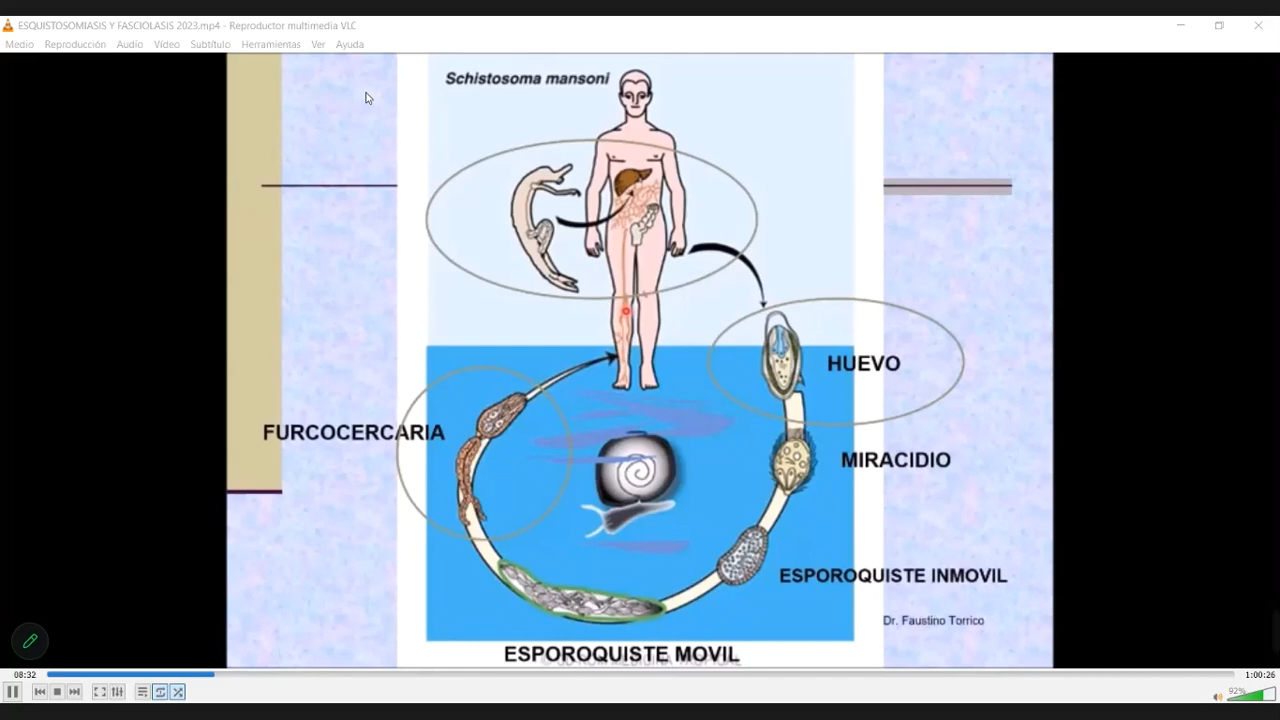 ESQUISTOSOMIASIS Y FASCIOLASIS 2023.mp4 - Reproductor multimedia VLC
Medio Reproducción Audio Vídeo Subtítulo Herramientas Ver Ayuda
Schistosoma mansoni
HUEVO
FURCOCERCARIA
MIRACIDIO
ESPOROQUISTE INMOVIL
Dr. Faustino Torrico
ESPOROQUISTE MOVIL
08:32
1:00:26
92%